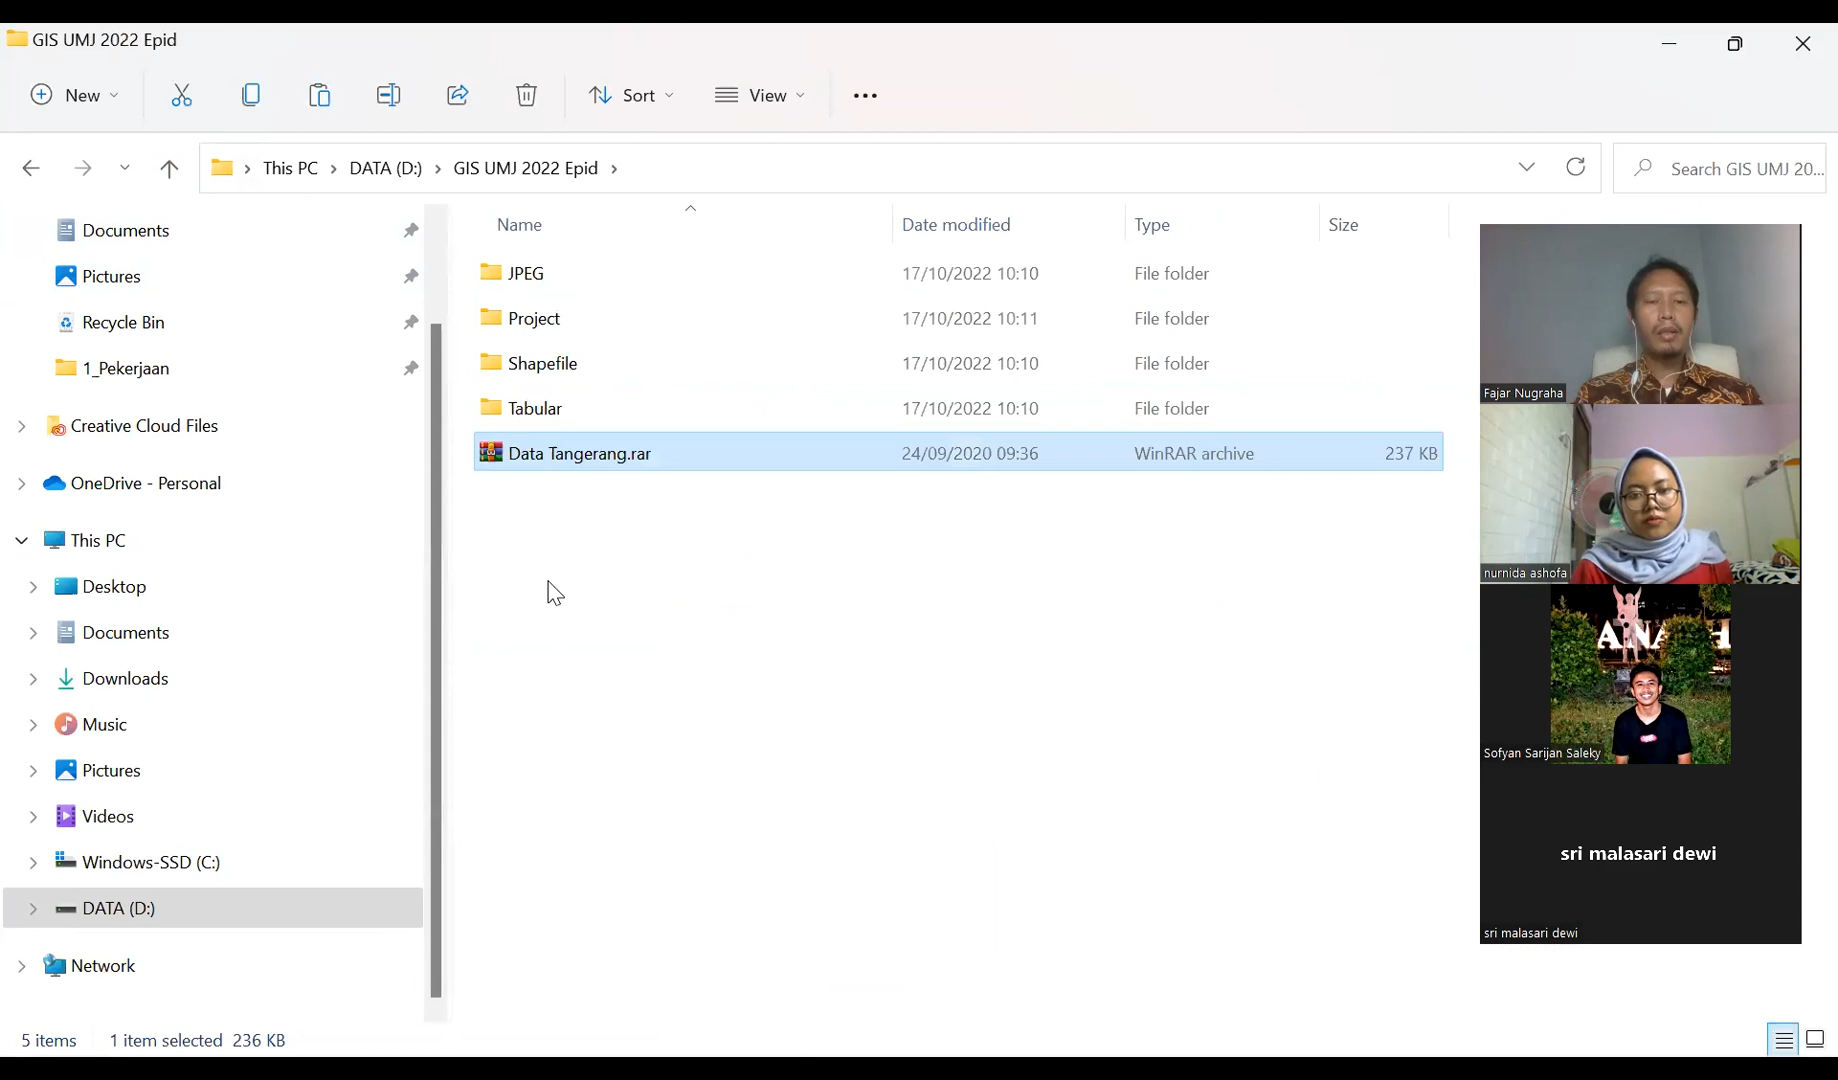 GIS UMJ 2022 Epid
New
Sort
View
This PC > DATA (D:) > GIS UMJ 2022 Epid >
Search GIS UMJ 20...
Documents
Pictures
Recycle Bin
1_Pekerjaan
Creative Cloud Files
OneDrive - Personal
This PC
Desktop
Documents
Downloads
Music
Pictures
Videos
Windows-SSD (C:)
DATA (D:)
Network
Name Date modified Type Size
JPEG 17/10/2022 10:10 File folder
Project 17/10/2022 10:11 File folder
Shapefile 17/10/2022 10:10 File folder
Tabular 17/10/2022 10:10 File folder
Data Tangerang.rar 24/09/2020 09:36 WinRAR archive 237 KB
Fajar Nugraha
nurnida ashofa
Sofyan Sarijan Saleky
sri malasari dewi
sri malasari dewi
5 items 1 item selected 236 KB